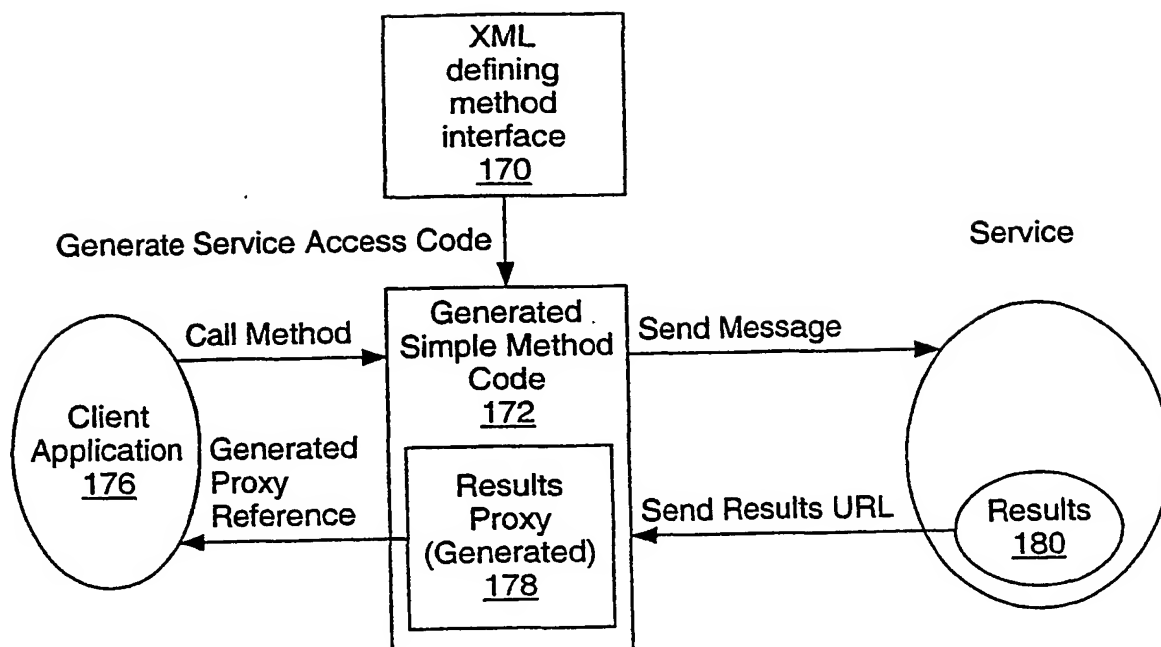 XML
defining
method
interface
170
Generate Service Access Code
Service
Call Method
Generated
Simple Method
Code
172
Send Message
Client
Application
176
Generated
Proxy
Reference
Results
Proxy
(Generated)
178
Send Results URL
Results
180